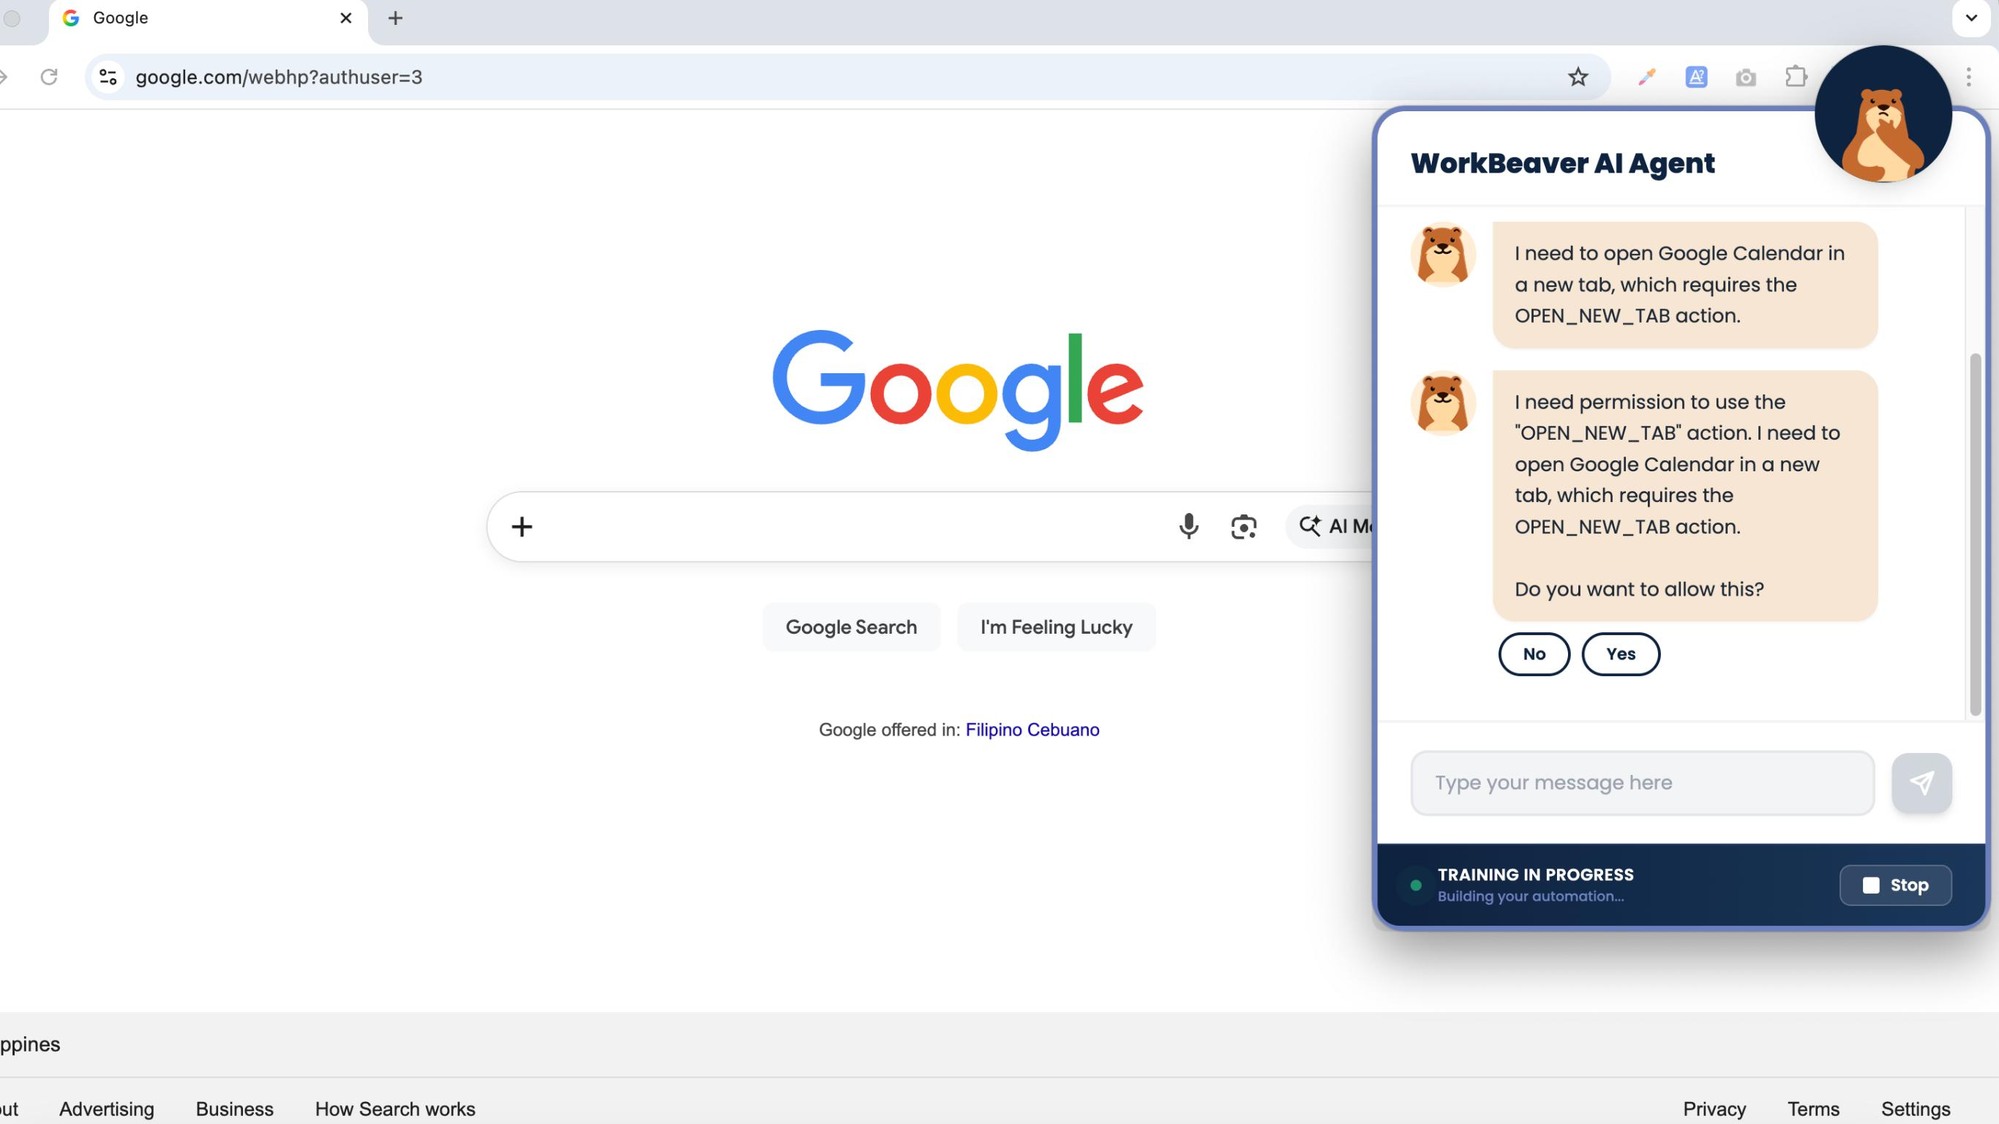 Google
google.com/webhp?authuser=3
WorkBeaver AI Agent
I need to open Google Calendar in
a new tab, which requires the
OPEN_NEW_TAB action.
I need permission to use the
"OPEN_NEW_TAB" action. I need to
open Google Calendar in a new
tab, which requires the
OPEN_NEW_TAB action.
Do you want to allow this?
No Yes
Type your message here
TRAINING IN PROGRESS
Building your automation...
Stop
Google
AI Mo
Google Search I'm Feeling Lucky
Google offered in: Filipino Cebuano
ppines
out Advertising Business How Search works
Privacy Terms Settings